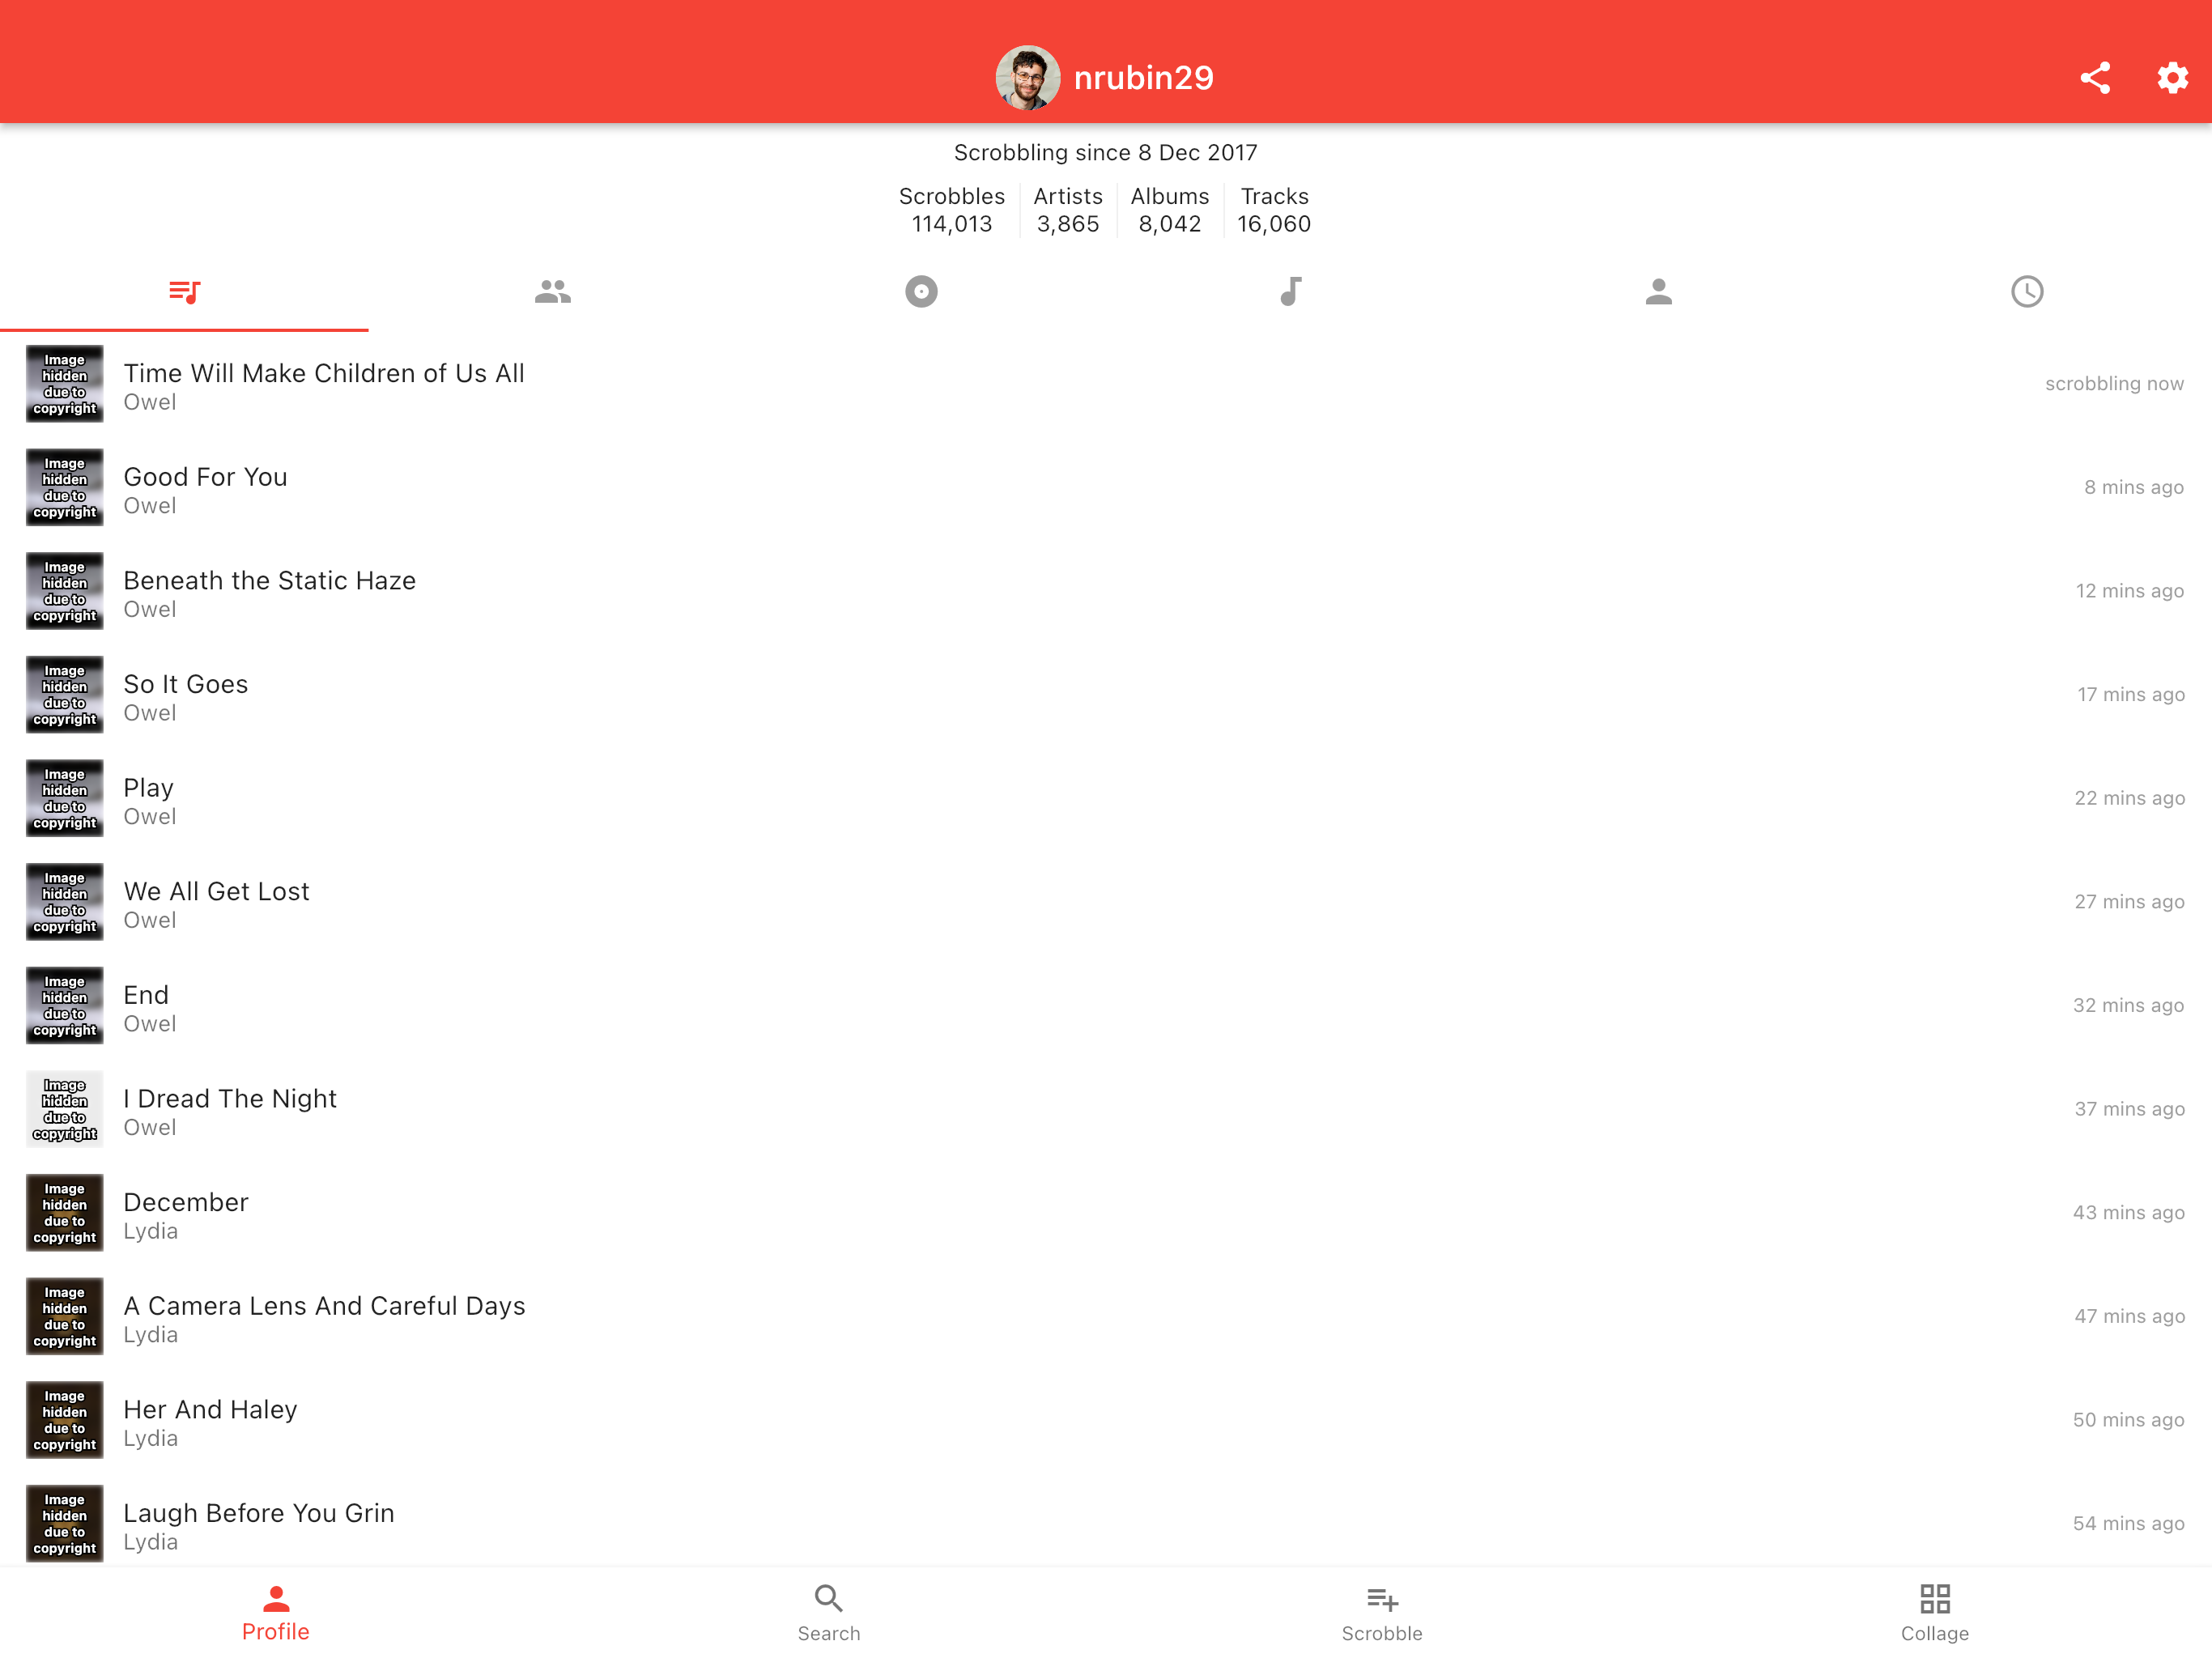 nrubin29
Scrobbling since 8 Dec 2017
Scrobbles Artists Albums Tracks
114,013 3,865 8,042 16,060
Image
hidden
due to
copyright
Time Will Make Children of Us All
Owel
scrobbling now
Image
hidden
due to
copyright
Good For You
Owel
8 mins ago
Image
hidden
due to
copyright
Beneath the Static Haze
Owel
12 mins ago
Image
hidden
due to
copyright
So It Goes
Owel
17 mins ago
Image
hidden
due to
copyright
Play
Owel
22 mins ago
Image
hidden
due to
copyright
We All Get Lost
Owel
27 mins ago
Image
hidden
due to
copyright
End
Owel
32 mins ago
Image
hidden
due to
copyright
I Dread The Night
Owel
37 mins ago
Image
hidden
due to
copyright
December
Lydia
43 mins ago
Image
hidden
due to
copyright
A Camera Lens And Careful Days
Lydia
47 mins ago
Image
hidden
due to
copyright
Her And Haley
Lydia
50 mins ago
Image
hidden
due to
copyright
Laugh Before You Grin
Lydia
54 mins ago
Profile Search Scrobble Collage